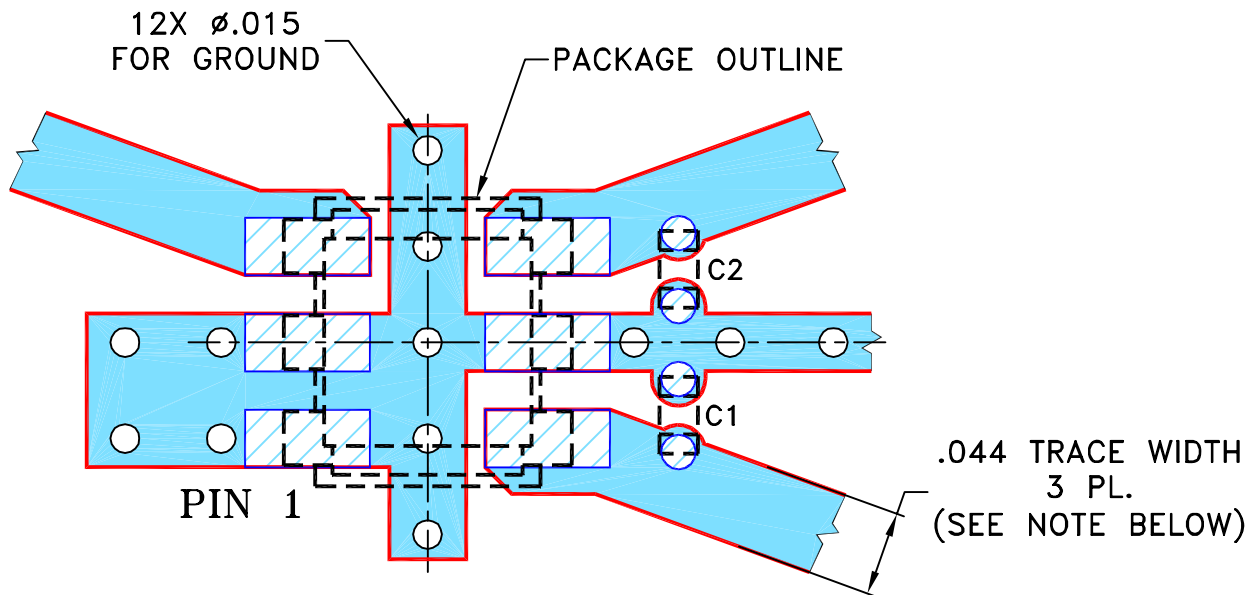 12X ø.015
FOR GROUND
PACKAGE OUTLINE
C2
C1
PIN 1
.044 TRACE WIDTH
3 PL.
(SEE NOTE BELOW)